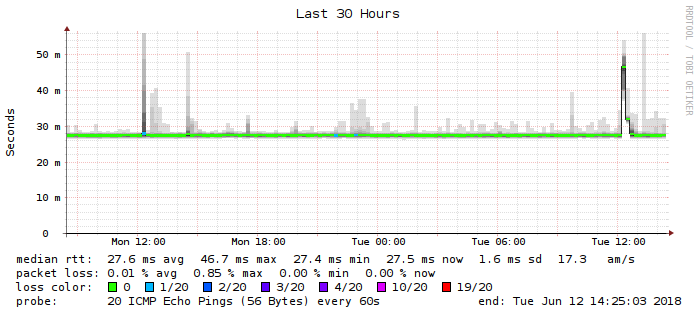 Last 30 Hours
RRDTOOL / TOBI OETIKER
Seconds
50 m
40 m
30 m
20 m
10 m
0
Mon 12:00 Mon 18:00 Tue 00:00 Tue 06:00 Tue 12:00
median rtt: 27.6 ms avg 46.7 ms max 27.4 ms min 27.5 ms now 1.6 ms sd 17.3 am/s
packet loss: 0.01 % avg 0.85 % max 0.00 % min 0.00 % now
loss color: 0 1/20 2/20 3/20 4/20 10/20 19/20
probe: 20 ICMP Echo Pings (56 Bytes) every 60s end: Tue Jun 12 14:25:03 2018